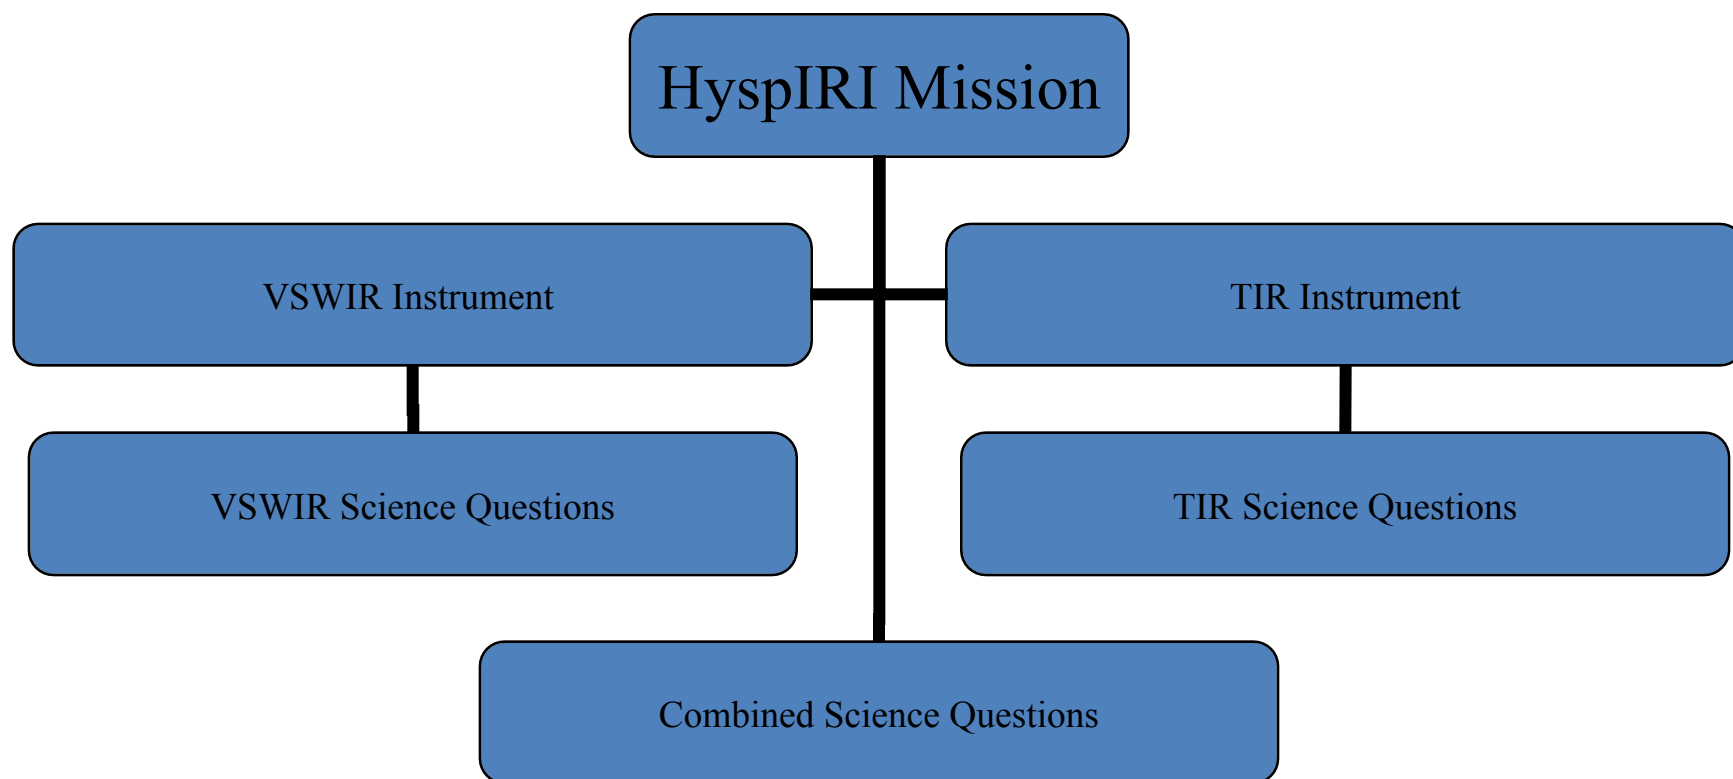 HyspIRI Mission
VSWIR Instrument
TIR Instrument
VSWIR Science Questions
TIR Science Questions
Combined Science Questions